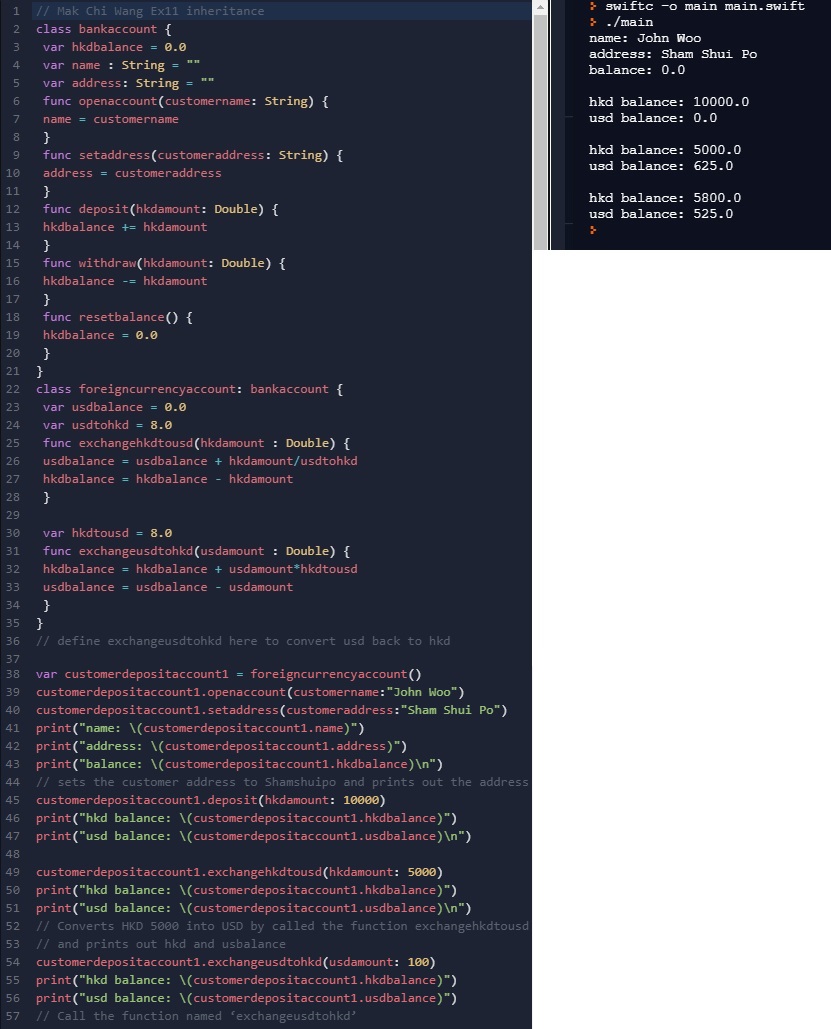 1 // Mak Chi Wang Ex11 inheritance
2 class bankaccount {
3 var hkdbalance = 0.0
4 var name : String = ""
5 var address: String = ""
6 func openaccount(customername: String) {
7 name = customername
8 }
9 func setaddress(customeraddress: String) {
10 address = customeraddress
11 }
12 func deposit(hkdamount: Double) {
13 hkdbalance += hkdamount
14 }
15 func withdraw(hkdamount: Double) {
16 hkdbalance -= hkdamount
17 }
18 func resetbalance() {
19 hkdbalance = 0.0
20 }
21 }
22 class foreigncurrencyaccount: bankaccount {
23 var usdbalance = 0.0
24 var usdtohkd = 8.0
25 func exchangehkdtousd(hkdamount : Double) {
26 usdbalance = usdbalance + hkdamount/usdtohkd
27 hkdbalance = hkdbalance - hkdamount
28 }
29
30 var hkdtousd = 8.0
31 func exchangeusdtohkd(usdamount : Double) {
32 hkdbalance = hkdbalance + usdamount*hkdtousd
33 usdbalance = usdbalance - usdamount
34 }
35 }
36 // define exchangeusdtohkd here to convert usd back to hkd
37
38 var customerdepositaccount1 = foreigncurrencyaccount()
39 customerdepositaccount1.openaccount(customername:"John Woo")
40 customerdepositaccount1.setaddress(customeraddress:"Sham Shui Po")
41 print("name: \(customerdepositaccount1.name)")
42 print("address: \(customerdepositaccount1.address)")
43 print("balance: \(customerdepositaccount1.hkdbalance)\n")
44 // sets the customer address to Shamshuipo and prints out the address
45 customerdepositaccount1.deposit(hkdamount: 10000)
46 print("hkd balance: \(customerdepositaccount1.hkdbalance)")
47 print("usd balance: \(customerdepositaccount1.usdbalance)\n")
48
49 customerdepositaccount1.exchangehkdtousd(hkdamount: 5000)
50 print("hkd balance: \(customerdepositaccount1.hkdbalance)")
51 print("usd balance: \(customerdepositaccount1.usdbalance)\n")
52 // Converts HKD 5000 into USD by called the function exchangehkdtousd
53 // and prints out hkd and usbalance
54 customerdepositaccount1.exchangeusdtohkd(usdamount: 100)
55 print("hkd balance: \(customerdepositaccount1.hkdbalance)")
56 print("usd balance: \(customerdepositaccount1.usdbalance)")
57 // Call the function named ‘exchangeusdtohkd’
swiftc -o main main.swift
./main
name: John Woo
address: Sham Shui Po
balance: 0.0
hkd balance: 10000.0
usd balance: 0.0
hkd balance: 5000.0
usd balance: 625.0
hkd balance: 5800.0
usd balance: 525.0